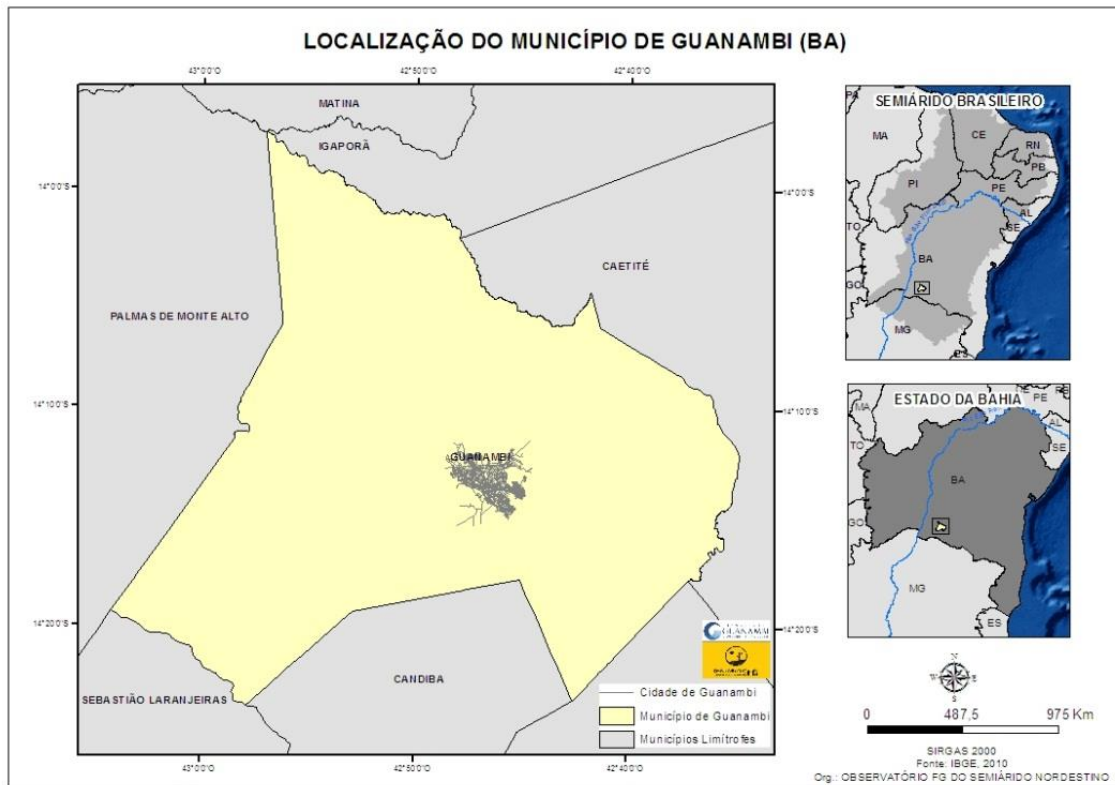 LOCALIZAÇÃO DO MUNICÍPIO DE GUANAMBI (BA)
43°0'0"S
42°50'0"S
42°40'0"S
MATINA
IGAPORÃ
14°0'0"S
14°0'0"S
CAETITÉ
PALMAS DE MONTE ALTO
14°10'0"S
14°10'0"S
GUANAMBI
14°20'0"S
14°20'0"S
SEBASTIÃO LARANJEIRAS
CANDIBA
GUANAMBI
Cidade de Guanambi
Município de Guanambi
Municípios Limítrofes
43°0'0"S
42°50'0"S
42°40'0"S
SEMIÁRIDO BRASILEIRO
PA
MA
CE
RN
PB
PI
PE
AL
SE
TO
BA
GO
MG
ES
ESTADO DA BAHIA
MA
PE
PB
AL
TO
SE
BA
GO
MG
ES
N
W
E
S
0 487,5 975 Km
SIRGAS 2000
Fonte: IBGE, 2010
Org.: OBSERVATÓRIO FG DO SEMIÁRIDO NORDESTINO